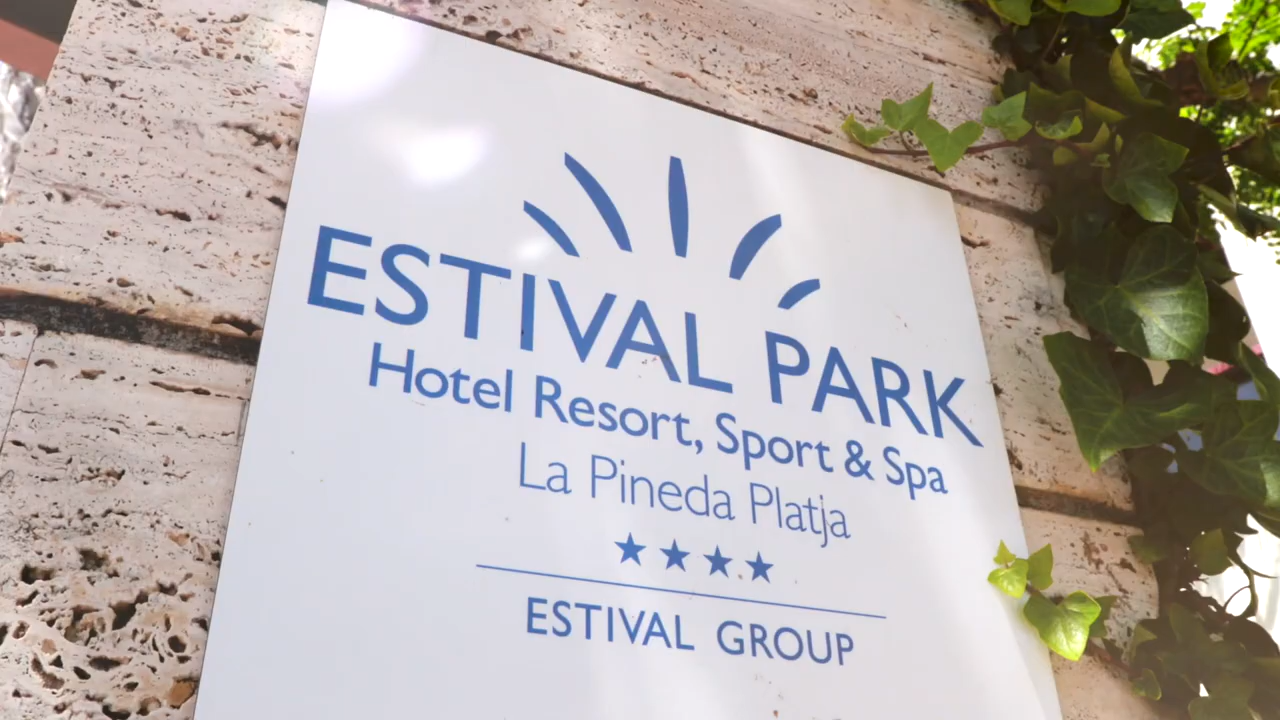 ESTIVAL PARK
Hotel Resort, Sport & Spa
La Pineda Platja
★★★★
ESTIVAL GROUP